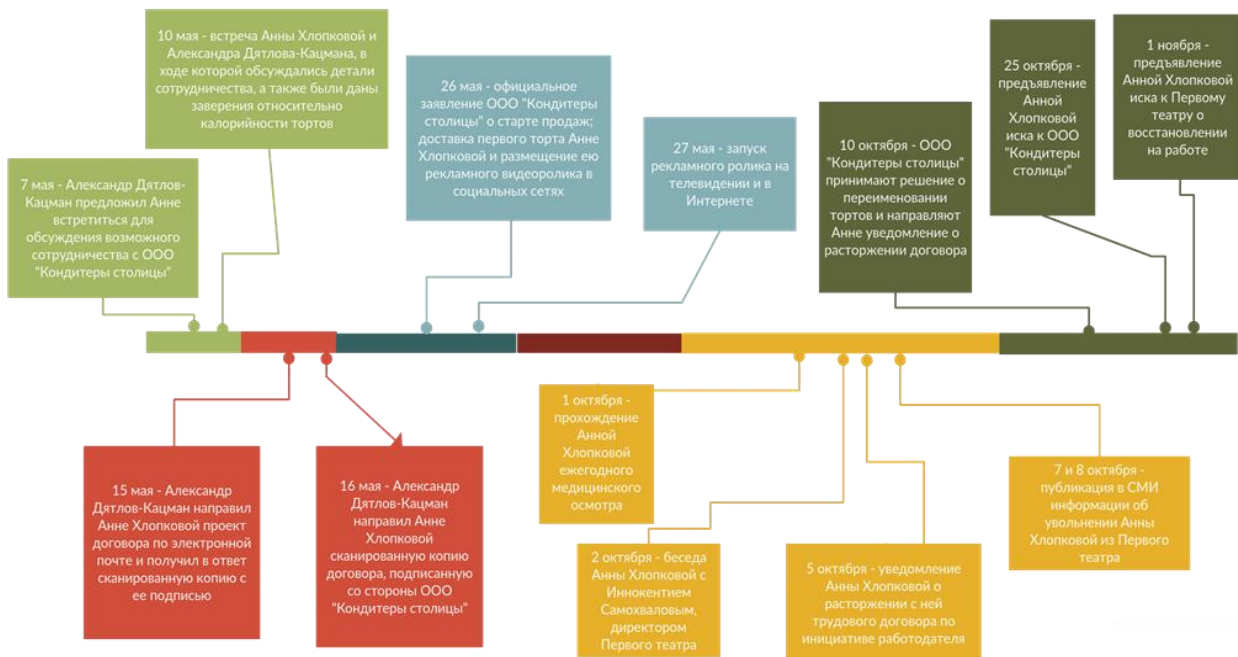 10 мая - встреча Анны Хлопковой и
Александра Дятлова-Кацмана, в
ходе которой обсуждались детали
сотрудничества, а также были даны
заверения относительно
калорийности тортов
7 мая - Александр Дятлов-
Кацман предложил Анне
встретиться для
обсуждения возможного
сотрудничества с ООО
"Кондитеры столицы"
26 мая - официальное
заявление ООО "Кондитеры
столицы" о старте продаж;
доставка первого торта Анне
Хлопковой и размещение ею
рекламного видеоролика в
социальных сетях
27 мая - запуск
рекламного ролика на
телевидении и в
Интернете
10 октября - ООО
"Кондитеры столицы"
принимают решение о
переименовании
тортов и направляют
Анне уведомление о
расторжении договора
25 октября -
предъявление
Анной
Хлопковой
иска к ООО
"Кондитеры
столицы"
1 ноября -
предъявление
Анной Хлопковой
иска к Первому
театру о
восстановлении
на работе
15 мая - Александр
Дятлов-Кацман направил
Анне Хлопковой проект
договора по электронной
почте и получил в ответ
сканированную копию с
ее подписью
16 мая - Александр
Дятлов-Кацман
направил Анне
Хлопковой
сканированную копию
договора, подписанную
со стороны ООО
"Кондитеры столицы"
1 октября -
прохождение
Анной
Хлопковой
ежегодного
медицинского
осмотра
2 октября - беседа
Анны Хлопковой с
Иннокентием
Самохваловым,
директором
Первого театра
5 октября - уведомление
Анны Хлопковой о
расторжении с ней
трудового договора по
инициативе работодателя
7 и 8 октября -
публикация в СМИ
информации об
увольнении Анны
Хлопковой из Первого
театра